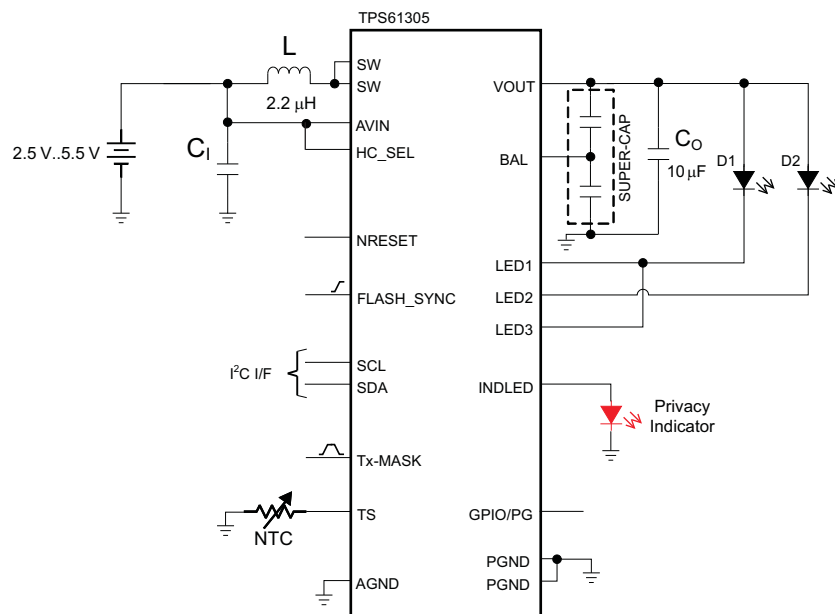 TPS61305
L
2.2 μH
SW
SW
AVIN
HC_SEL
2.5 V..5.5 V
C_I
NRESET
FLASH_SYNC
I²C I/F
SCL
SDA
Tx-MASK
TS
NTC
AGND
VOUT
BAL
SUPER-CAP
C_O
10 μF
D1
D2
LED1
LED2
LED3
INDLED
Privacy
Indicator
GPIO/PG
PGND
PGND